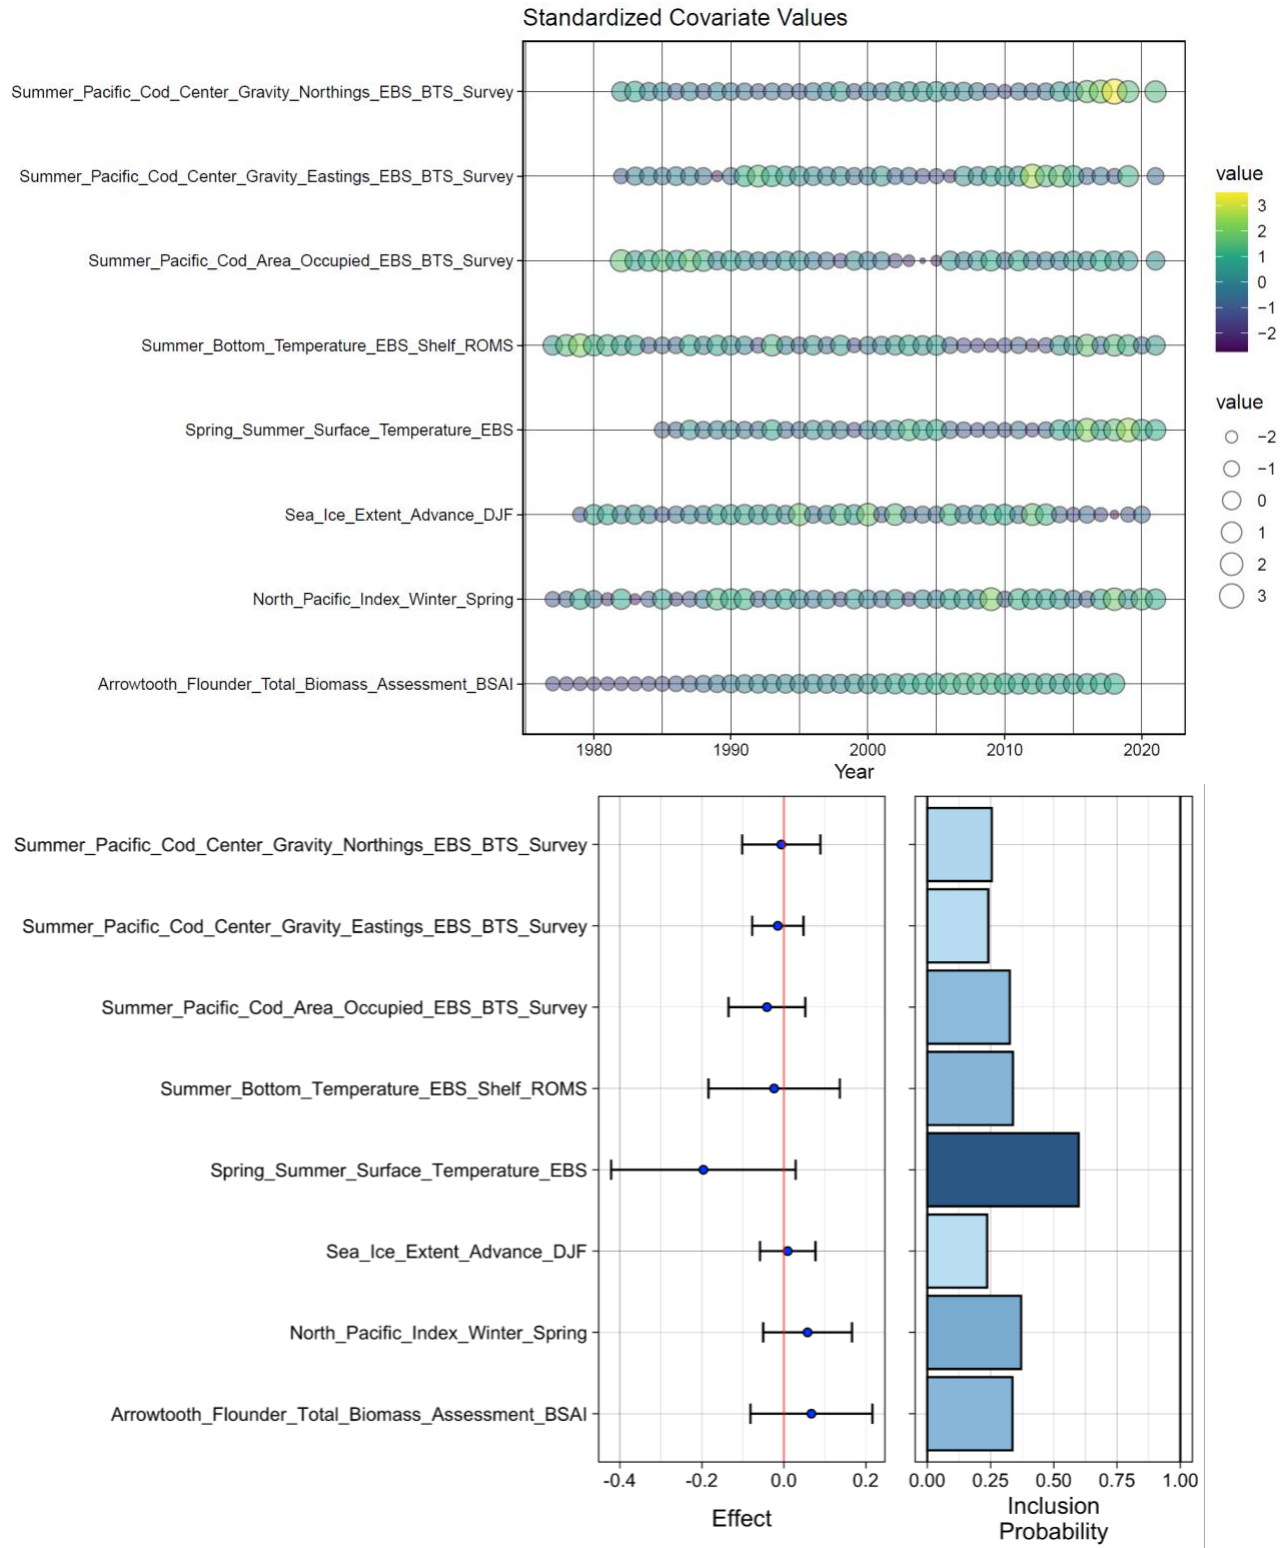 Standardized Covariate Values
Summer_Pacific_Cod_Center_Gravity_Northings_EBS_BTS_Survey
Summer_Pacific_Cod_Center_Gravity_Eastings_EBS_BTS_Survey
Summer_Pacific_Cod_Area_Occupied_EBS_BTS_Survey
Summer_Bottom_Temperature_EBS_Shelf_ROMS
Spring_Summer_Surface_Temperature_EBS
Sea_Ice_Extent_Advance_DJF
North_Pacific_Index_Winter_Spring
Arrowtooth_Flounder_Total_Biomass_Assessment_BSAI
1980 1990 2000 2010 2020
Year
value
3
2
1
0
−1
−2
value
−2
−1
0
1
2
3
Summer_Pacific_Cod_Center_Gravity_Northings_EBS_BTS_Survey
Summer_Pacific_Cod_Center_Gravity_Eastings_EBS_BTS_Survey
Summer_Pacific_Cod_Area_Occupied_EBS_BTS_Survey
Summer_Bottom_Temperature_EBS_Shelf_ROMS
Spring_Summer_Surface_Temperature_EBS
Sea_Ice_Extent_Advance_DJF
North_Pacific_Index_Winter_Spring
Arrowtooth_Flounder_Total_Biomass_Assessment_BSAI
-0.4 -0.2 0.0 0.2
Effect
0.00 0.25 0.50 0.75 1.00
Inclusion
Probability